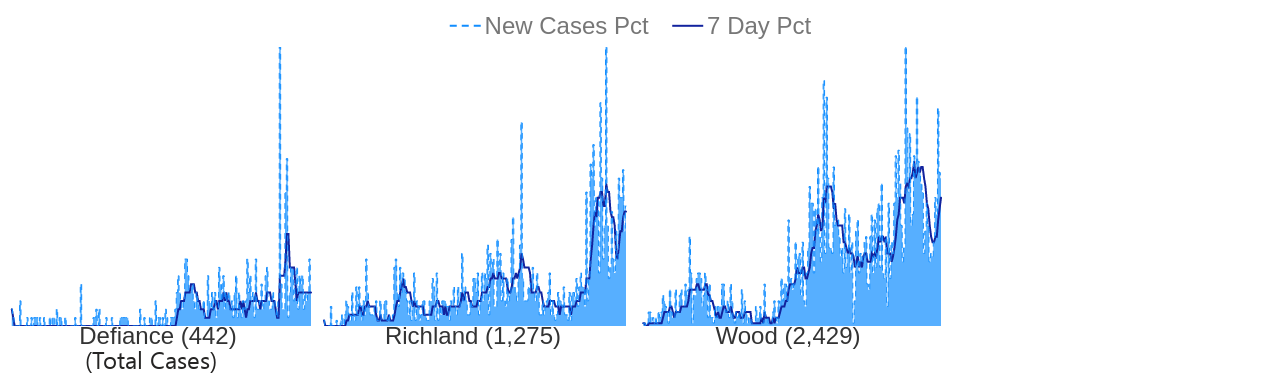 New Cases Pct 7 Day Pct
Defiance (442) Richland (1,275) Wood (2,429)
(Total Cases)